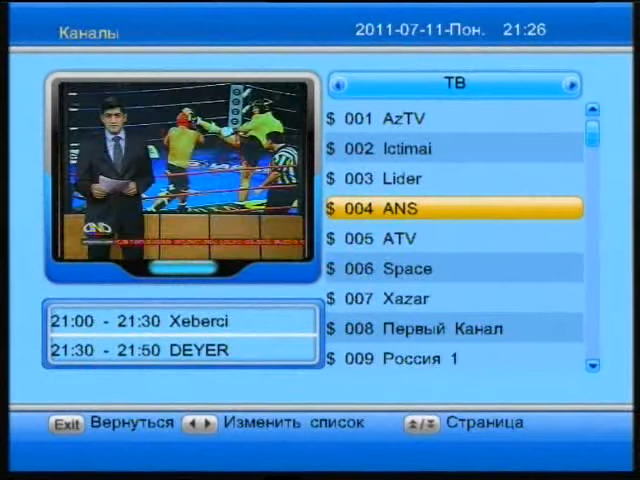 Каналы
2011-07-11-Пон. 21:26
ТВ
$ 001 AzTV
$ 002 Ictimai
$ 003 Lider
$ 004 ANS
$ 005 ATV
$ 006 Space
$ 007 Xazar
$ 008 Первый Канал
$ 009 Россия 1
21:00 - 21:30 Xeberci
21:30 - 21:50 DEYER
Exit Вернуться
Изменить список
Страница